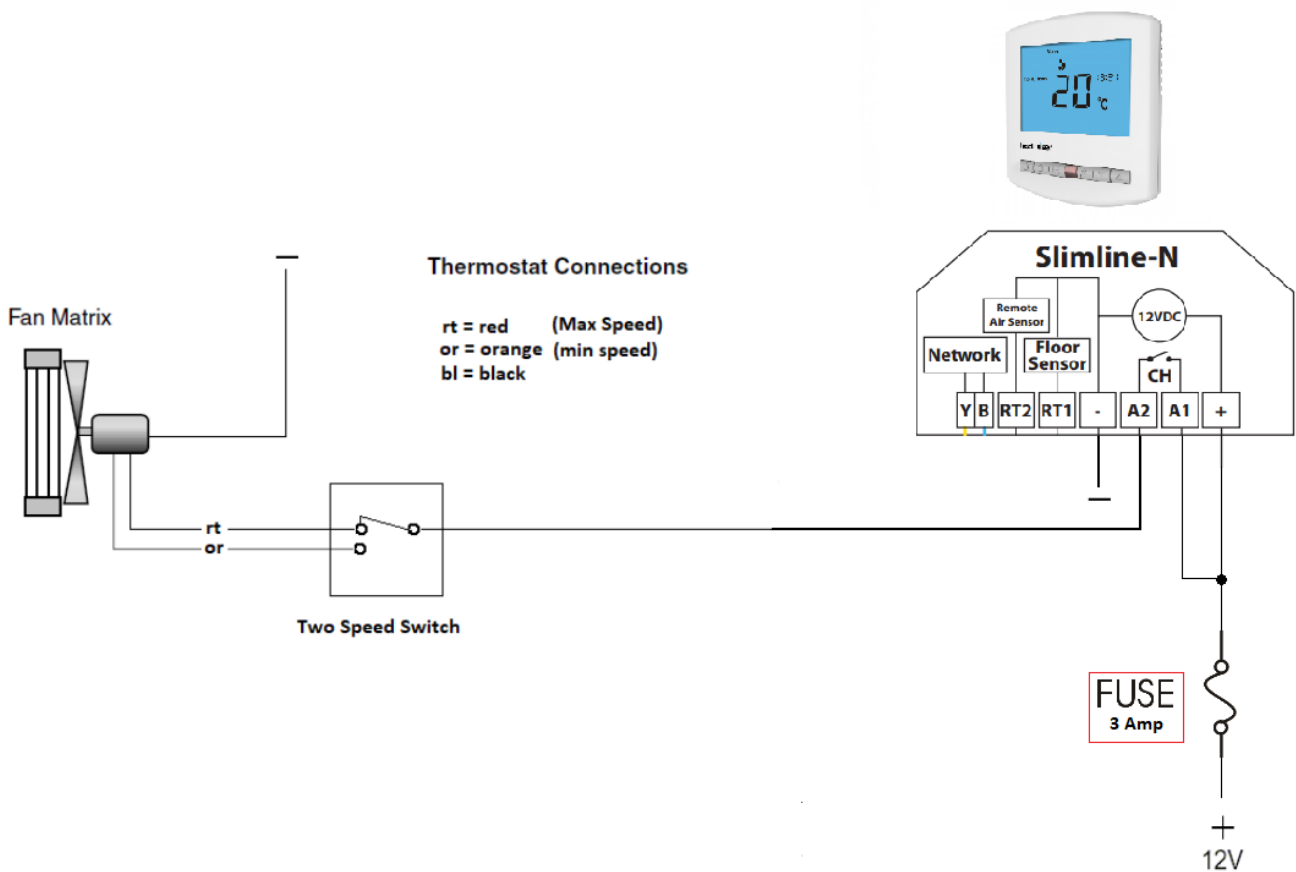 20 °C
Slimline-N
Thermostat Connections
Fan Matrix
Remote
Air Sensor
12VDC
rt = red (Max Speed)
or = orange (min speed)
bl = black
Network
Floor
Sensor
CH
Y B RT2 RT1 - A2 A1 +
rt
or
Two Speed Switch
FUSE
3 Amp
+
12V